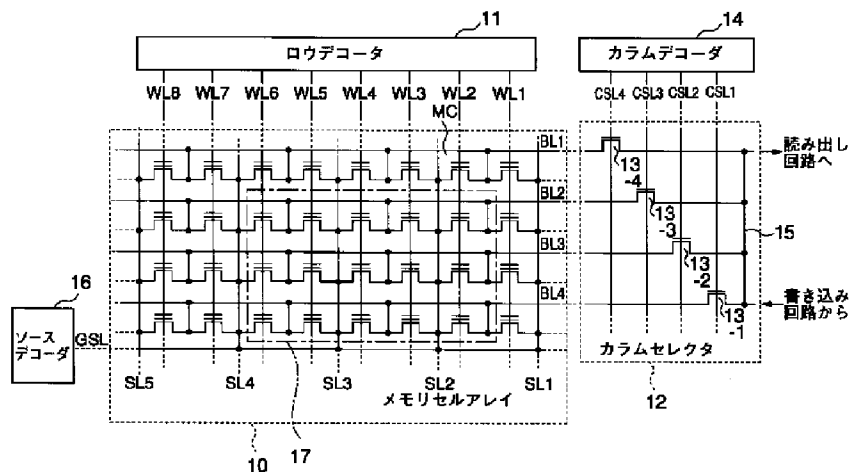 11
ロウデコータ
14
カラムデコーダ
WL8 WL7 WL6 WL5 WL4 WL3 WL2 WL1
CSL4 CSL3 CSL2 CSL1
MC
BL1
13
-4
読み出し
回路へ
BL2
13
-3
15
BL3
13
-2
16
BL4
13
-1
書き込み
回路から
ソース
デコーダ
GSL
カラムセレクタ
SL5 SL4 SL3 SL2 SL1
メモリセルアレイ
12
10
17